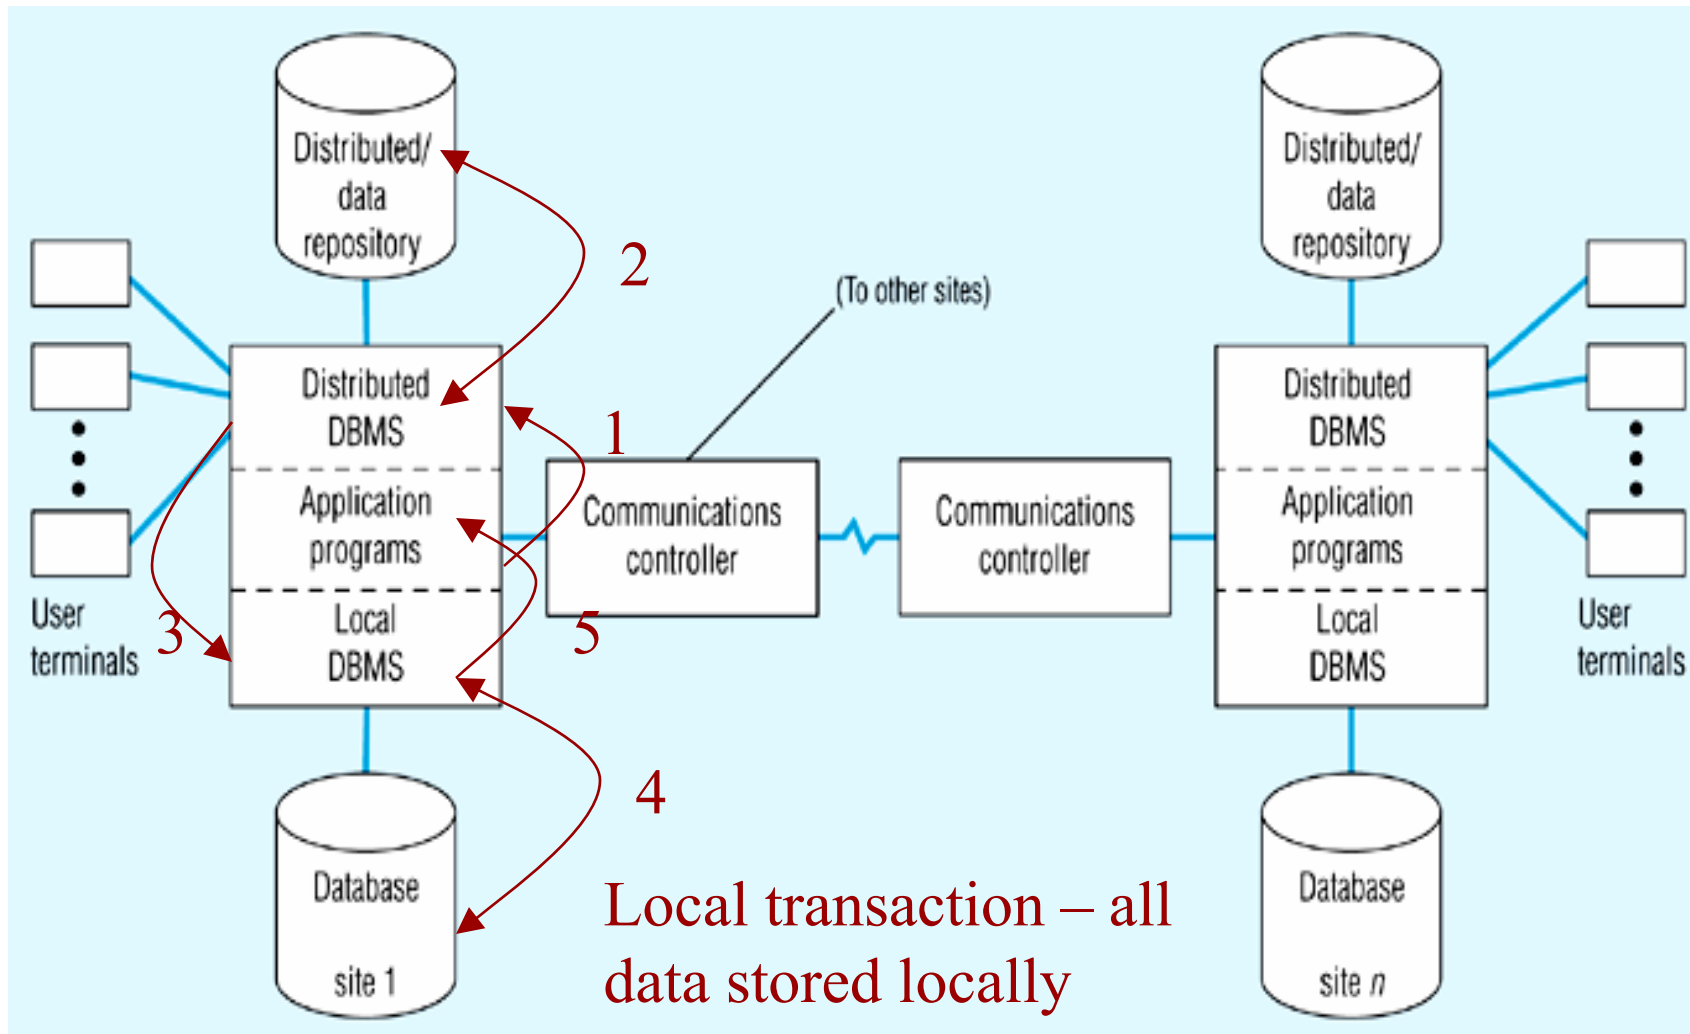 Distributed/
data
repository
2
(To other sites)
Distributed
DBMS
1
Application
programs
Local
DBMS
3
5
User
terminals
Communications
controller
Communications
controller
Distributed/
data
repository
Distributed
DBMS
Application
programs
Local
DBMS
User
terminals
4
Database
site 1
Local transaction – all
data stored locally
Database
site n